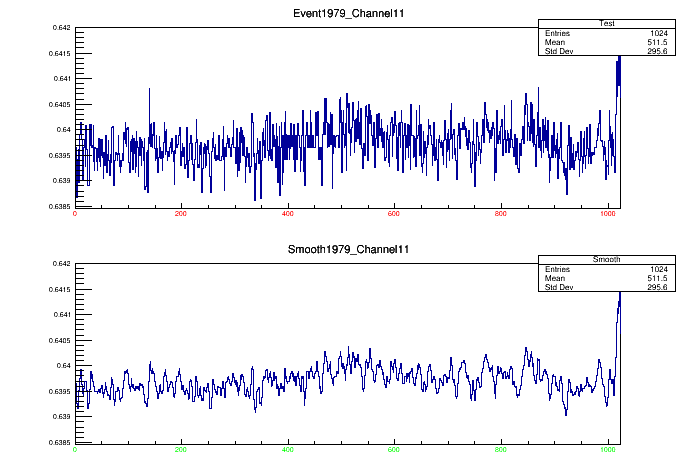 Event1979_Channel11
Test
Entries 1024
Mean 511.5
Std Dev 295.6
0.642
0.6415
0.641
0.6405
0.64
0.6395
0.639
0.6385
0 200 400 600 800 1000
Smooth1979_Channel11
Smooth
Entries 1024
Mean 511.5
Std Dev 295.6
0.642
0.6415
0.641
0.6405
0.64
0.6395
0.639
0.6385
0 200 400 600 800 1000